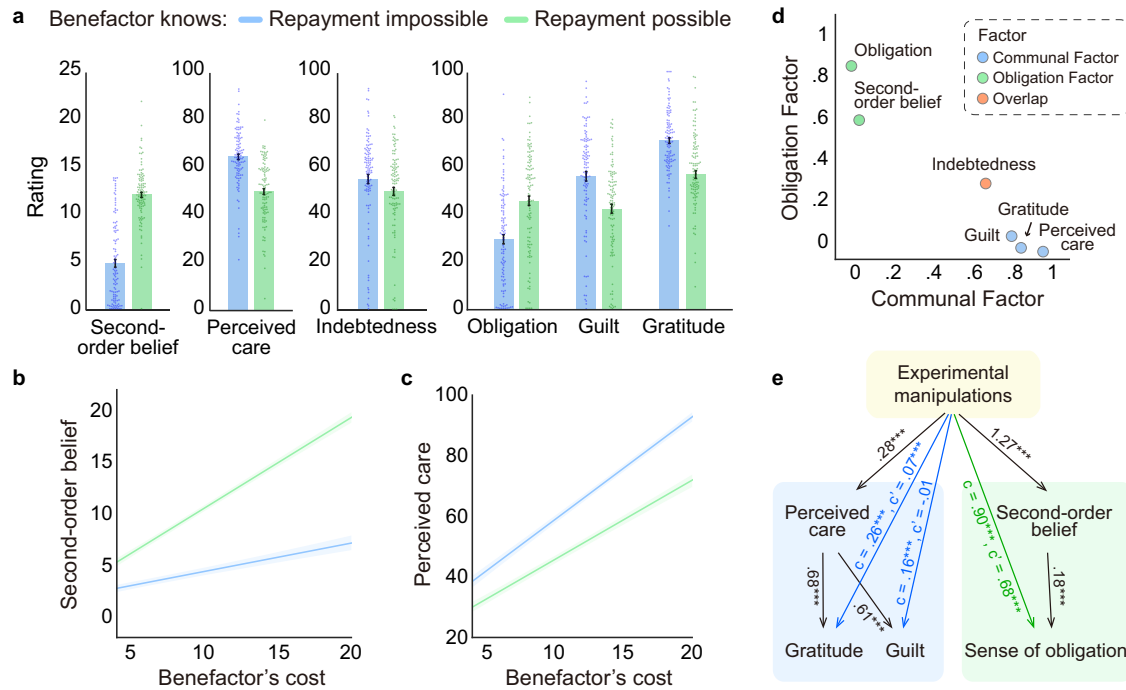 a
Benefactor knows: Repayment impossible Repayment possible
Rating
25
20
15
10
5
0
100
80
60
40
20
0
100
80
60
40
20
0
100
80
60
40
20
0
Second-
order belief
Perceived
care
Indebtedness
Obligation
Guilt
Gratitude
d
Obligation Factor
1
.8
.6
.4
.2
0
0 .2 .4 .6 .8 1
Communal Factor
Obligation
Second-
order belief
Indebtedness
Gratitude
Guilt
Perceived
care
Factor
Communal Factor
Obligation Factor
Overlap
b
Second-order belief
20
15
10
5
0
5 10 15 20
Benefactor's cost
c
Perceived care
100
80
60
40
20
5 10 15 20
Benefactor's cost
e
Experimental
manipulations
.28***
c = .26***, c' = .07***
c = .16***, c' = -.01
c = .90***, c' = .68***
1.27***
Perceived
care
Second-order
belief
.68***
.61***
.18***
Gratitude
Guilt
Sense of obligation